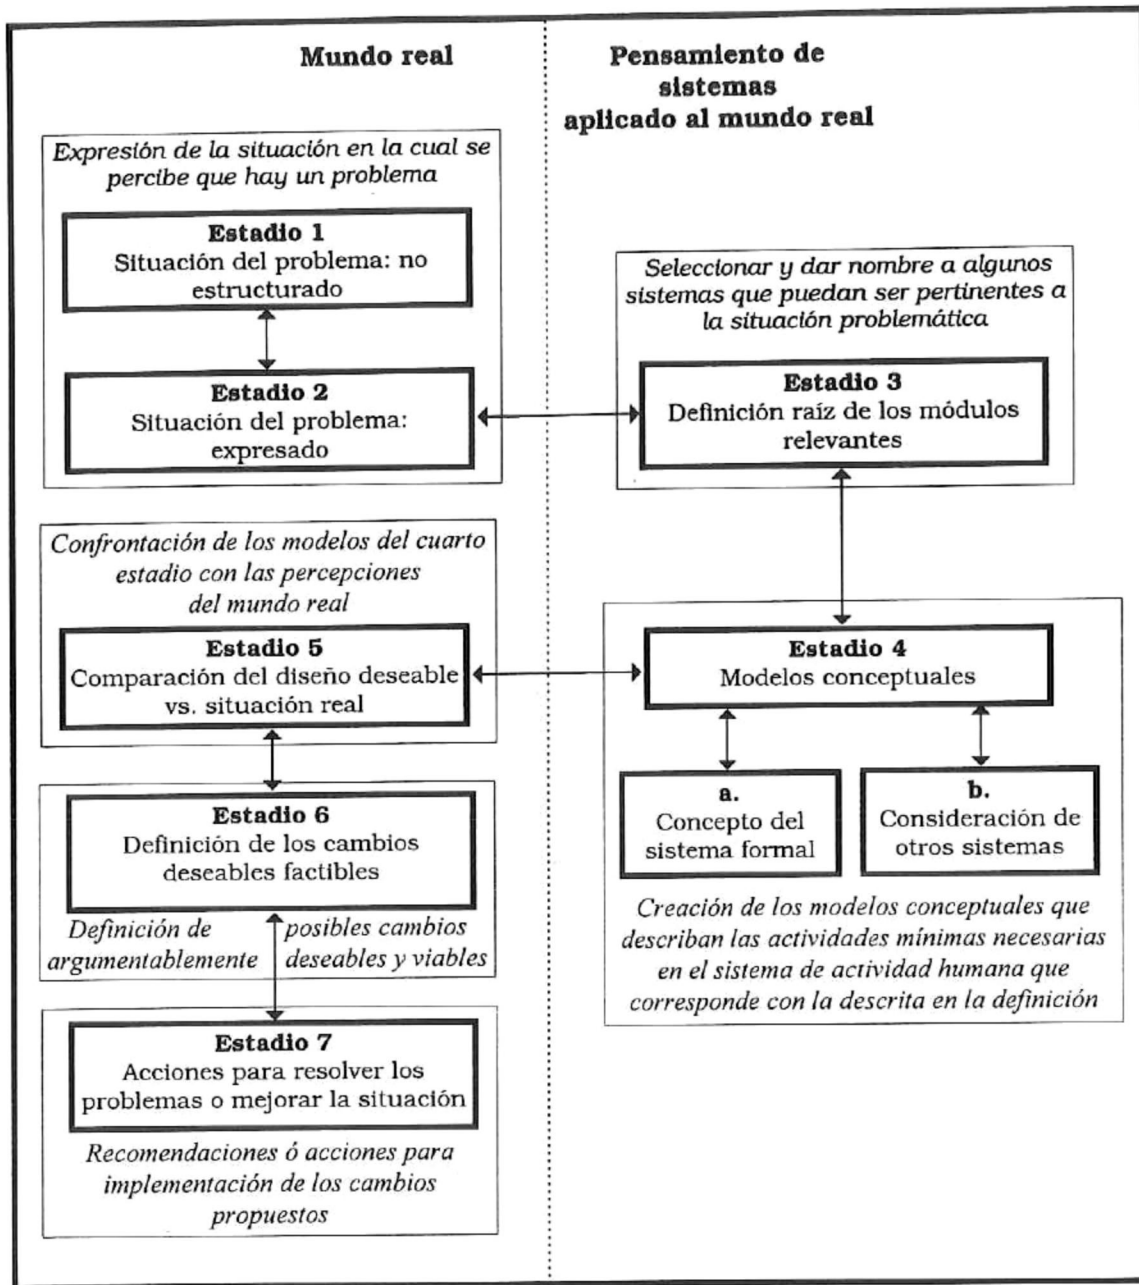 Mundo real
Pensamiento de
sistemas
aplicado al mundo real
Expresión de la situación en la cual se
percibe que hay un problema
Estadio 1
Situación del problema: no
estructurado
Estadio 2
Situación del problema:
expresado
Seleccionar y dar nombre a algunos
sistemas que puedan ser pertinentes a
la situación problemática
Estadio 3
Definición raíz de los módulos
relevantes
Confrontación de los modelos del cuarto
estadio con las percepciones
del mundo real
Estadio 5
Comparación del diseño deseable
vs. situación real
Estadio 4
Modelos conceptuales
a.
Concepto del
sistema formal
b.
Consideración de
otros sistemas
Creación de los modelos conceptuales que
describan las actividades mínimas necesarias
en el sistema de actividad humana que
corresponde con la descrita en la definición
Estadio 6
Definición de los cambios
deseables factibles
Definición de posibles cambios
argumentablemente deseables y viables
Estadio 7
Acciones para resolver los
problemas o mejorar la situación
Recomendaciones ó acciones para
implementación de los cambios
propuestos